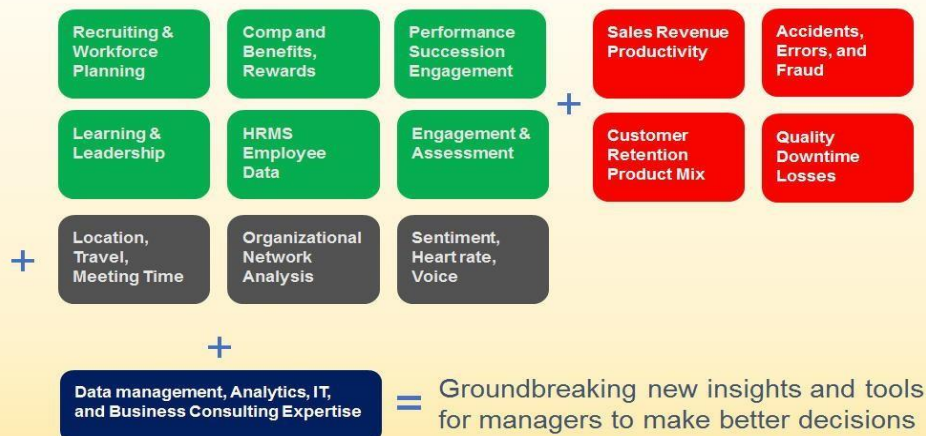 Recruiting &
Workforce
Planning
Comp and
Benefits,
Rewards
Performance
Succession
Engagement
Sales Revenue
Productivity
Accidents,
Errors, and
Fraud
+
Learning &
Leadership
HRMS
Employee
Data
Engagement &
Assessment
Customer
Retention
Product Mix
Quality
Downtime
Losses
+
Location,
Travel,
Meeting Time
Organizational
Network
Analysis
Sentiment,
Heart rate,
Voice
+
Data management, Analytics, IT,
and Business Consulting Expertise
=
Groundbreaking new insights and tools
for managers to make better decisions